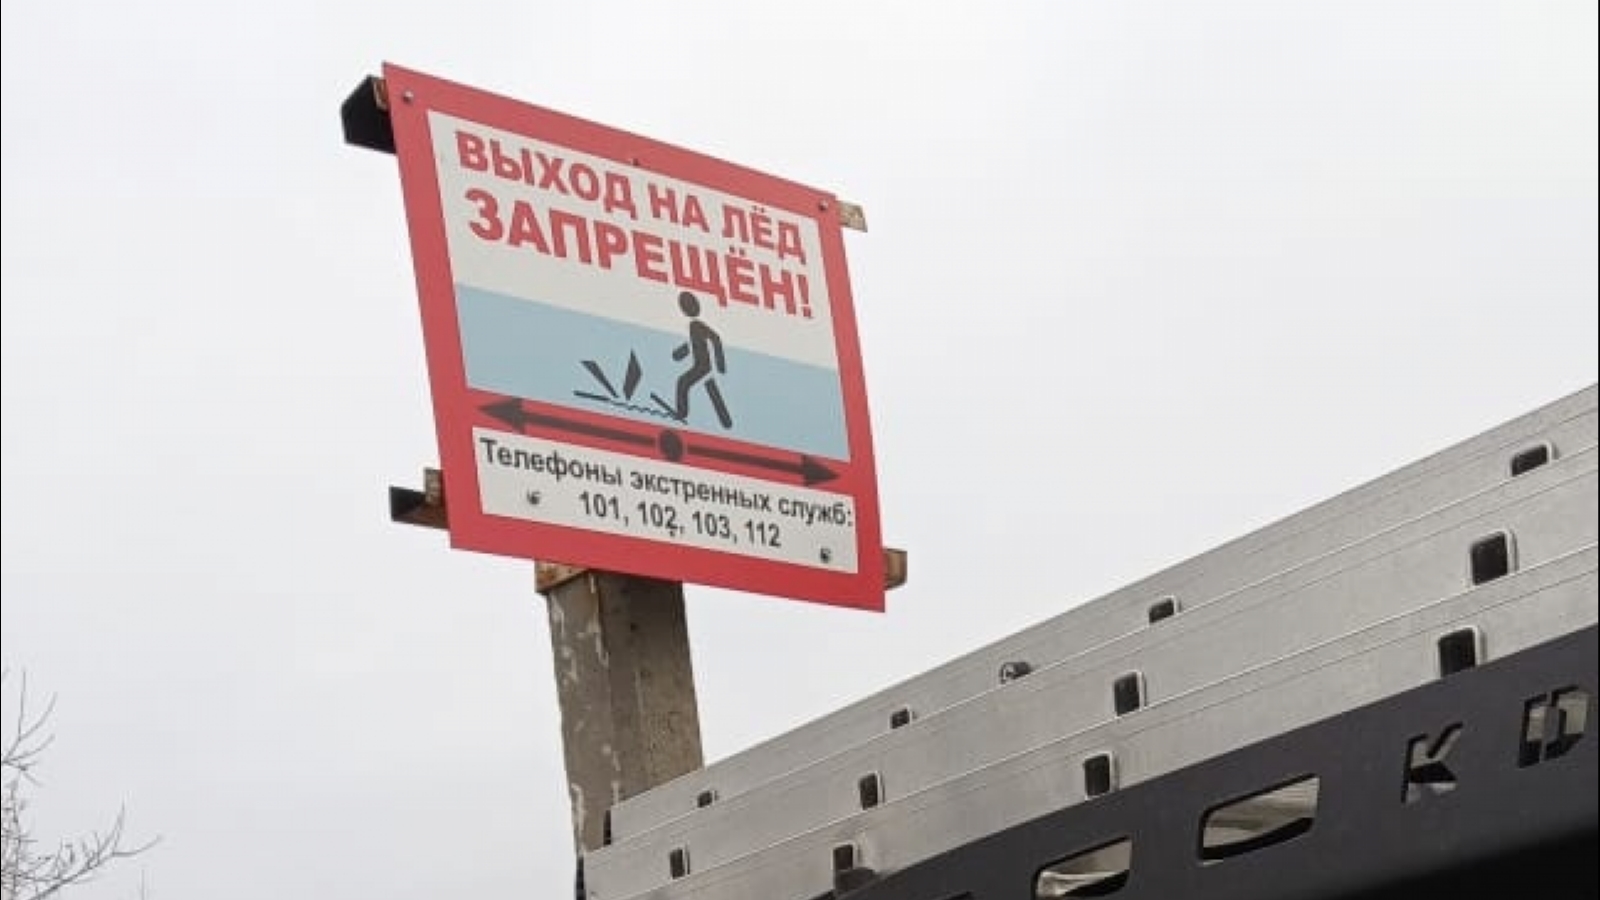 ВЫХОД НА ЛЁД
ЗАПРЕЩЁН!
Телефоны экстренных служб:
101, 102, 103, 112